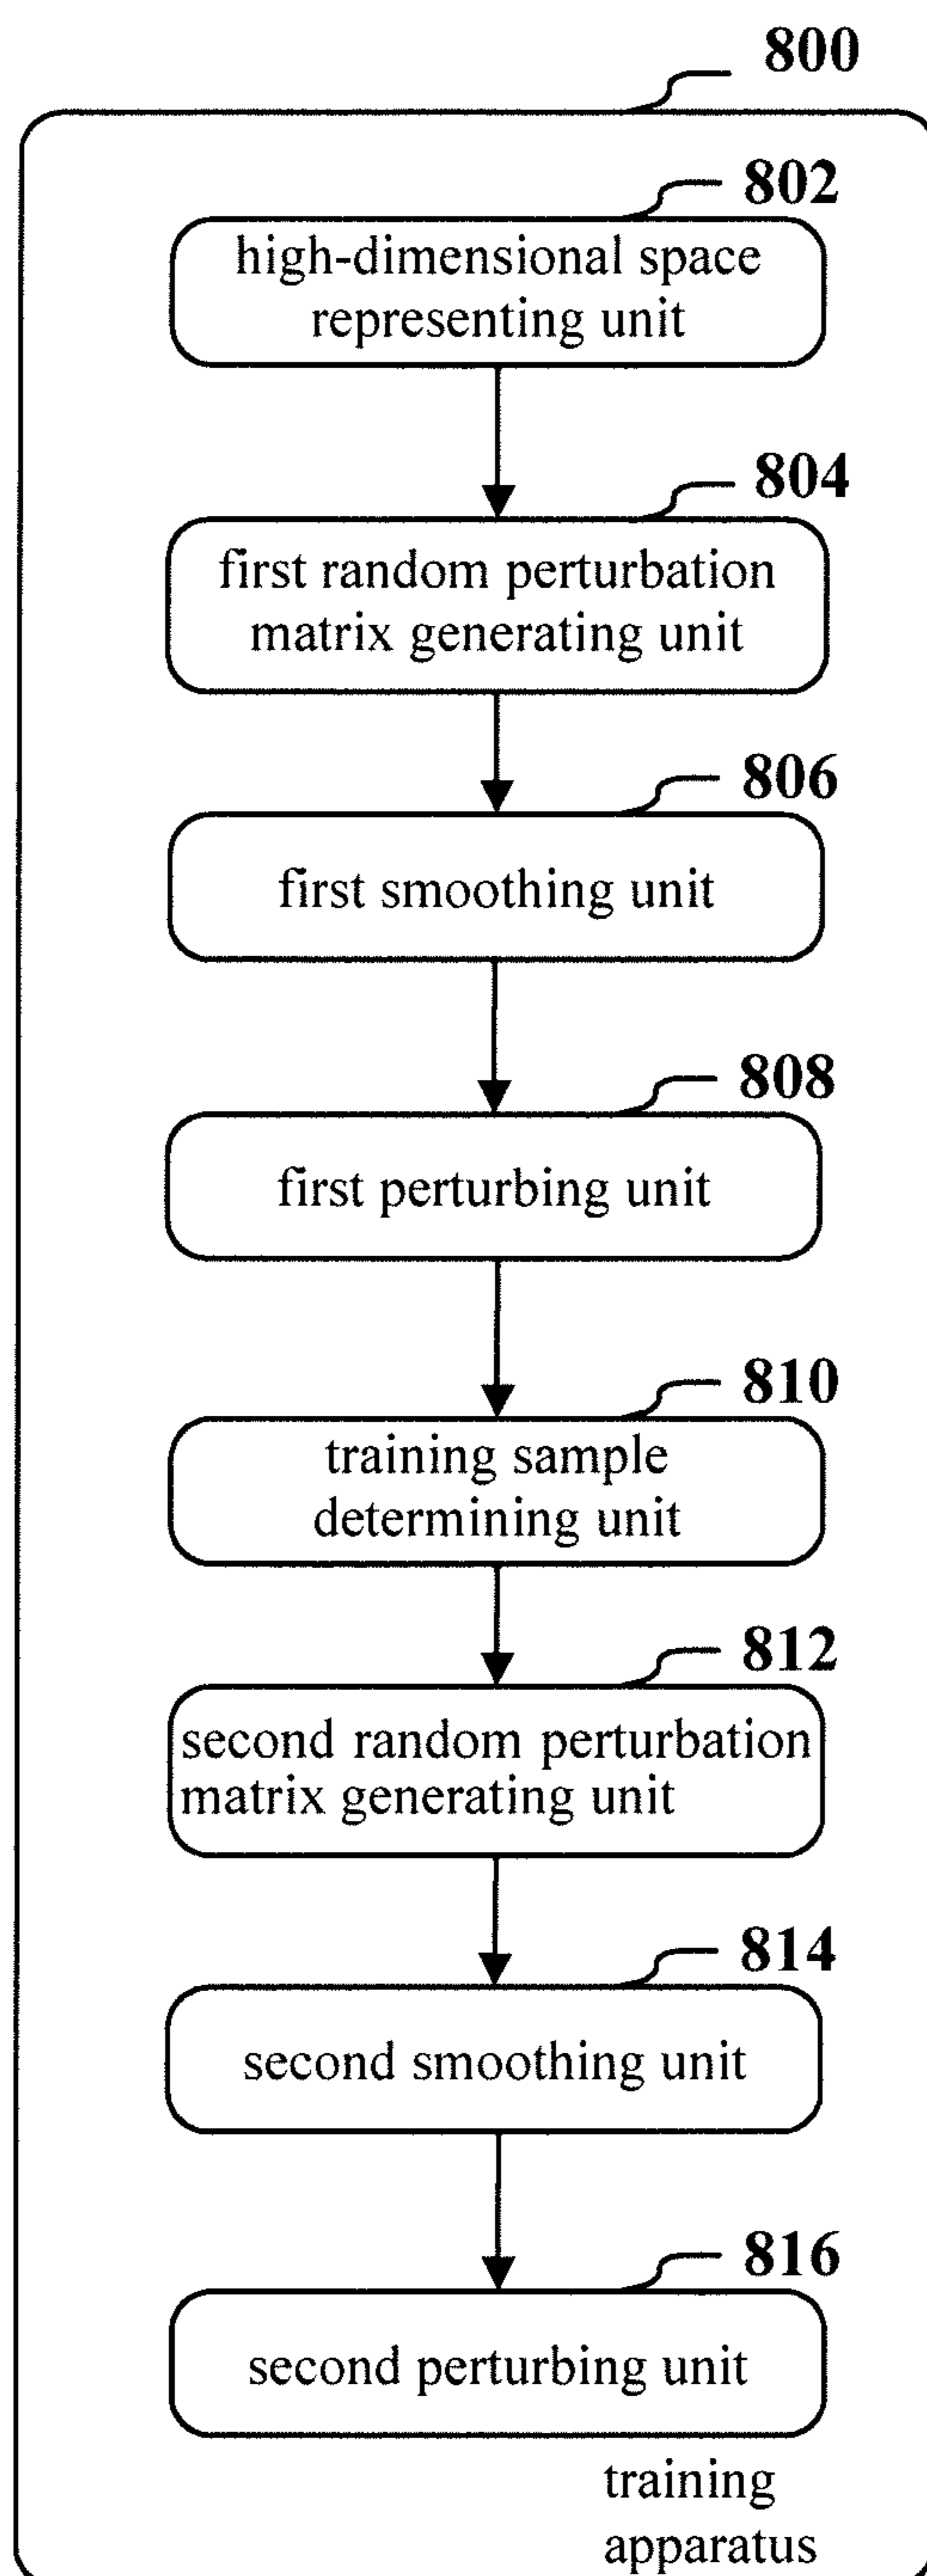 800
802
high-dimensional space
representing unit
804
first random perturbation
matrix generating unit
806
first smoothing unit
808
first perturbing unit
810
training sample
determining unit
812
second random perturbation
matrix generating unit
814
second smoothing unit
816
second perturbing unit
training
apparatus